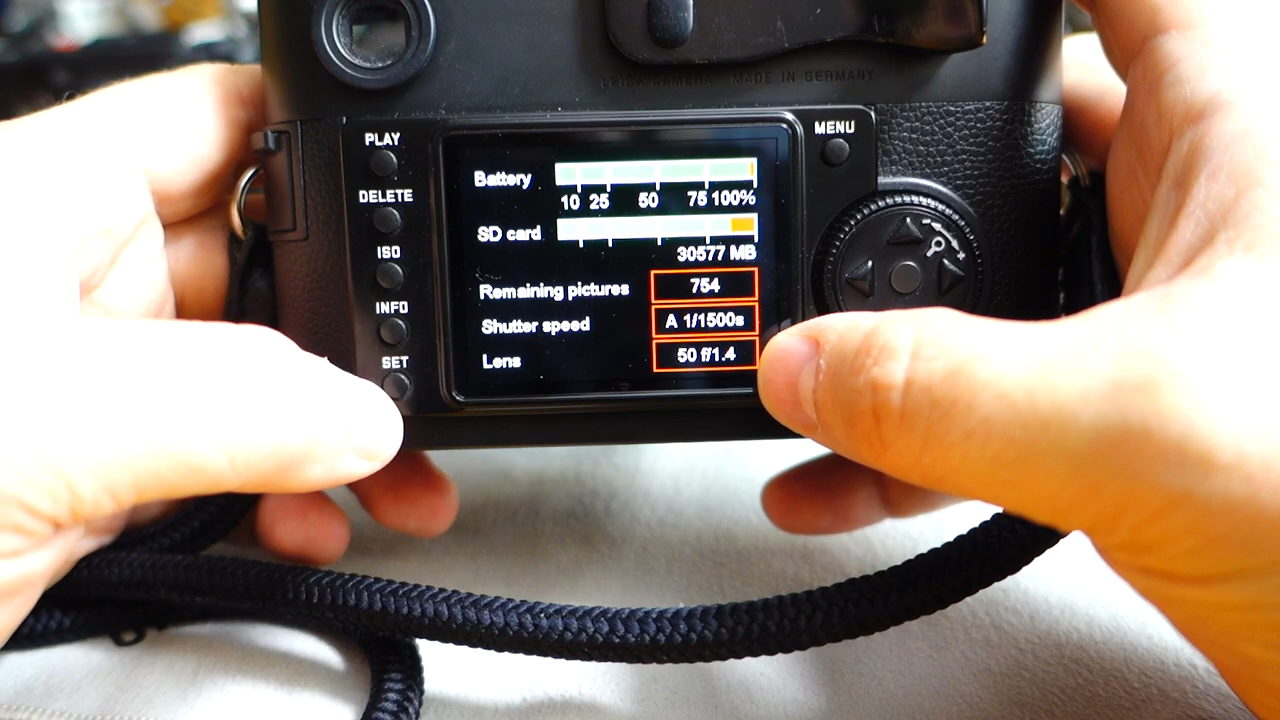 LEICA CAMERA MADE IN GERMANY
PLAY
MENU
DELETE
ISO
INFO
SET
Battery
10 25 50 75 100%
SD card
30577 MB
Remaining pictures 754
Shutter speed A 1/1500s
Lens 50 f/1.4